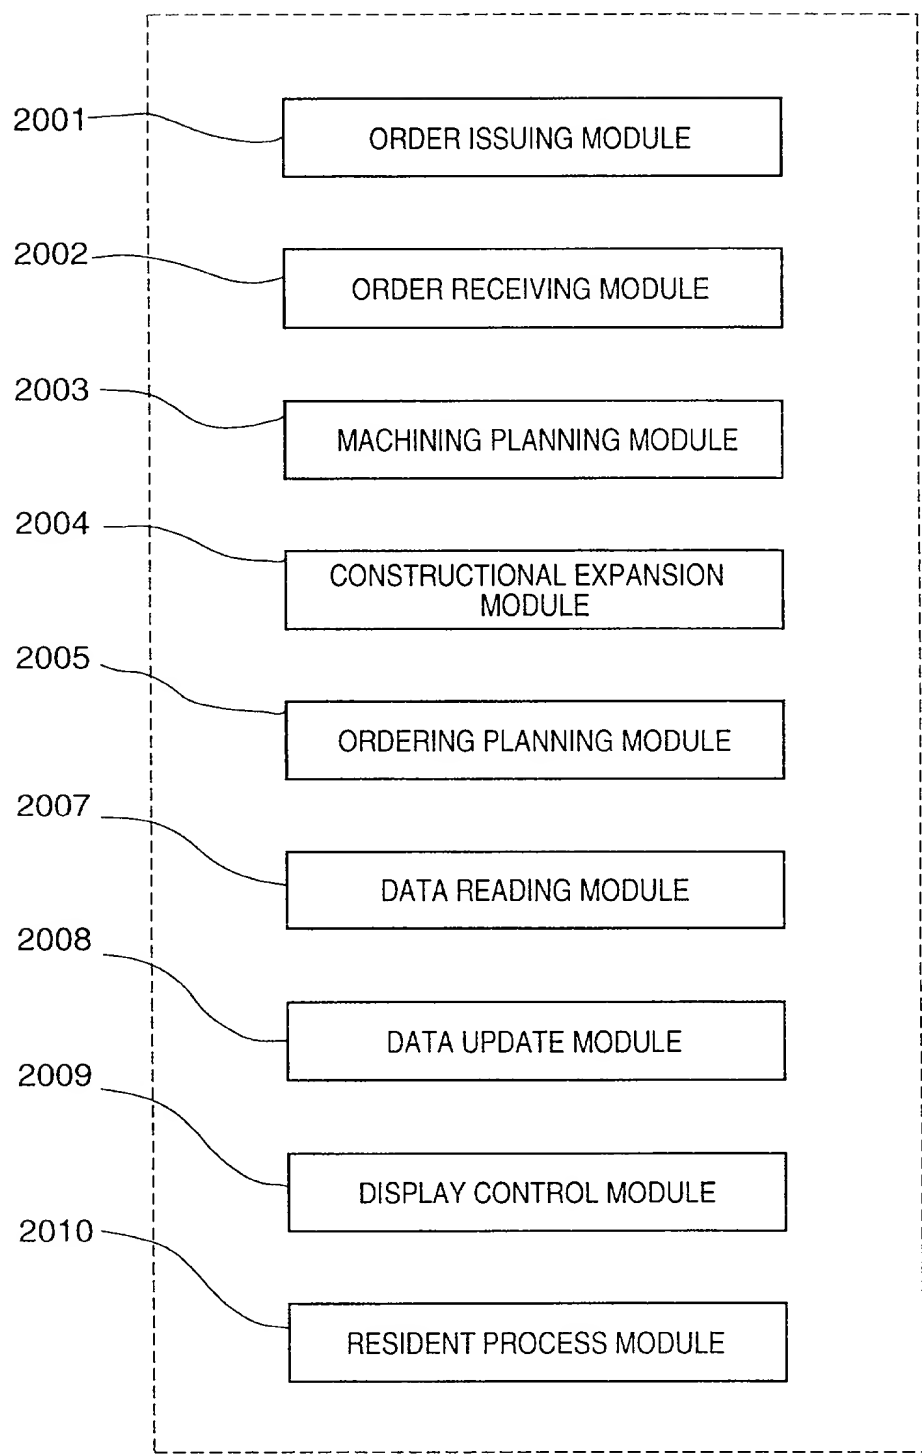 2001
ORDER ISSUING MODULE
2002
ORDER RECEIVING MODULE
2003
MACHINING PLANNING MODULE
2004
CONSTRUCTIONAL EXPANSION
MODULE
2005
ORDERING PLANNING MODULE
2007
DATA READING MODULE
2008
DATA UPDATE MODULE
2009
DISPLAY CONTROL MODULE
2010
RESIDENT PROCESS MODULE